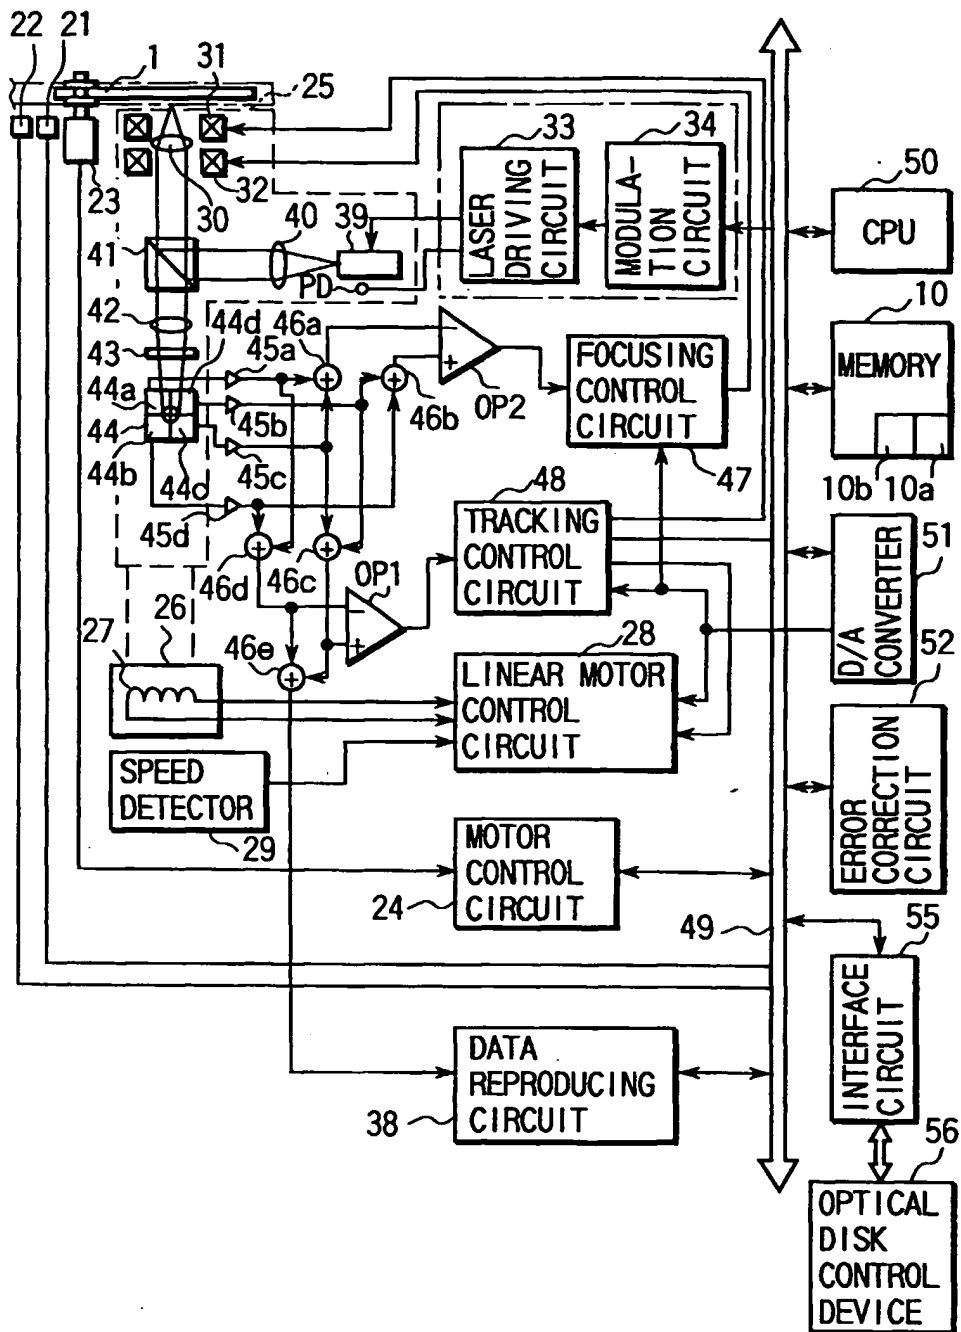 22
21
1
31
25
33
LASER
DRIVING
CIRCUIT
34
MODULA-
TION
CIRCUIT
50
CPU
23
30
32
40
39
41
PD
42
43
44d
46a
45a
44a
44
44b
44d
45b
45c
45d
46b
OP2
FOCUSING
CONTROL
CIRCUIT
47
10
MEMORY
10b
10a
48
TRACKING
CONTROL
CIRCUIT
51
D/A
CONVERTER
46d
46c
OP1
26
27
46e
28
LINEAR MOTOR
CONTROL
CIRCUIT
52
ERROR
CORRECTION
CIRCUIT
SPEED
DETECTOR
29
MOTOR
CONTROL
CIRCUIT
24
49
55
INTERFACE
CIRCUIT
DATA
REPRODUCING
CIRCUIT
38
56
OPTICAL
DISK
CONTROL
DEVICE